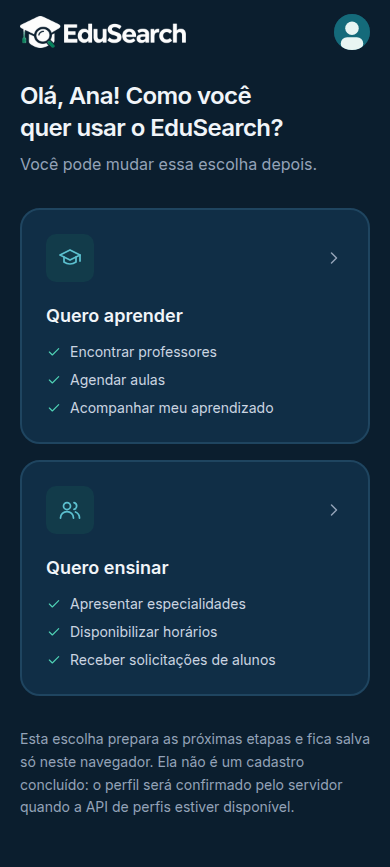 EduSearch
Olá, Ana! Como você
quer usar o EduSearch?
Você pode mudar essa escolha depois.
Quero aprender
Encontrar professores
Agendar aulas
Acompanhar meu aprendizado
Quero ensinar
Apresentar especialidades
Disponibilizar horários
Receber solicitações de alunos
Esta escolha prepara as próximas etapas e fica salva
só neste navegador. Ela não é um cadastro
concluído: o perfil será confirmado pelo servidor
quando a API de perfis estiver disponível.